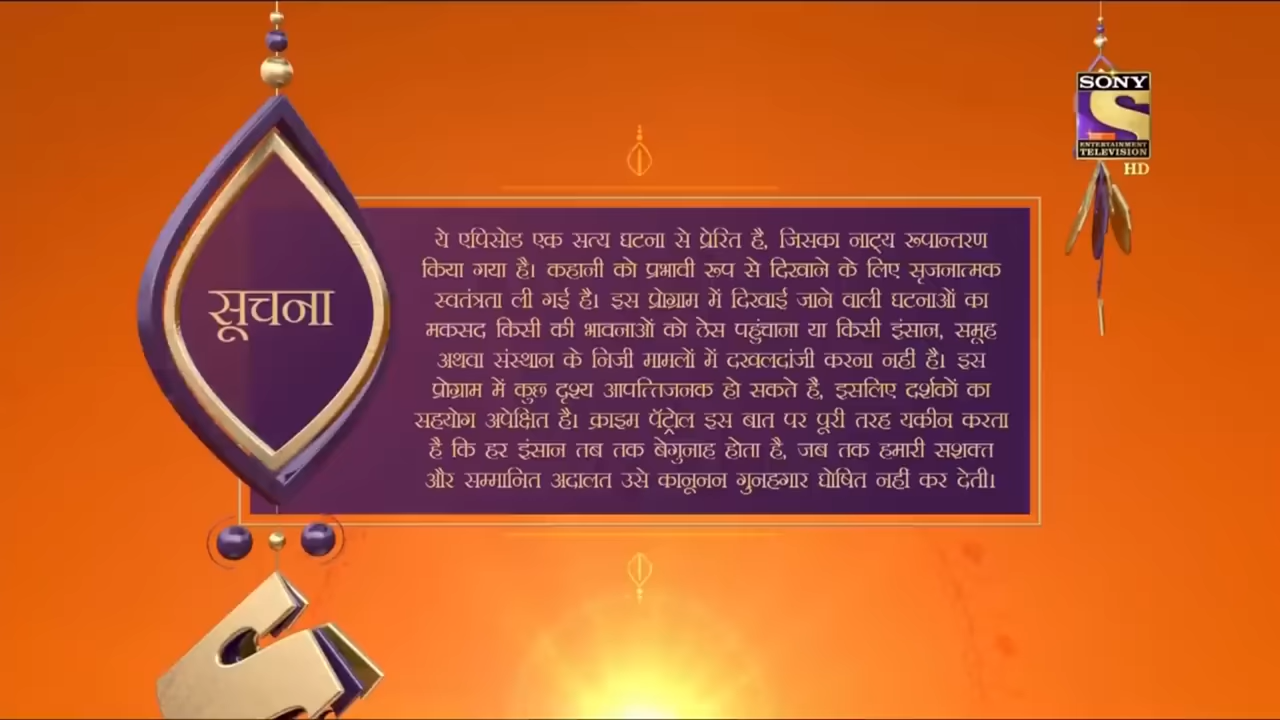 सूचना
ये एपिसोड एक सत्य घटना से प्रेरित है, जिसका नाट्य रूपान्तरण
किया गया है। कहानी को प्रभावी रूप से दिखाने के लिए सृजनात्मक
स्वतंत्रता ली गई है। इस प्रोग्राम में दिखाई जाने वाली घटनाओं का
मकसद किसी की भावनाओं को ठेस पहुंचाना या किसी इंसान, समूह
अथवा संस्थान के निजी मामलों में दखलदांजी करना नहीं है। इस
प्रोग्राम में कुछ दृश्य आपत्तिजनक हो सकते है, इसलिए दर्शकों का
सहयोग अपेक्षित है। क्राइम पॅट्रोल इस बात पर पूरी तरह यकीन करता
है कि हर इंसान तब तक बेगुनाह होता है, जब तक हमारी सशक्त
और सम्मानित अदालत उसे कानूनन गुनहगार घोषित नहीं कर देती।
SONY
ENTERTAINMENT
TELEVISION
HD